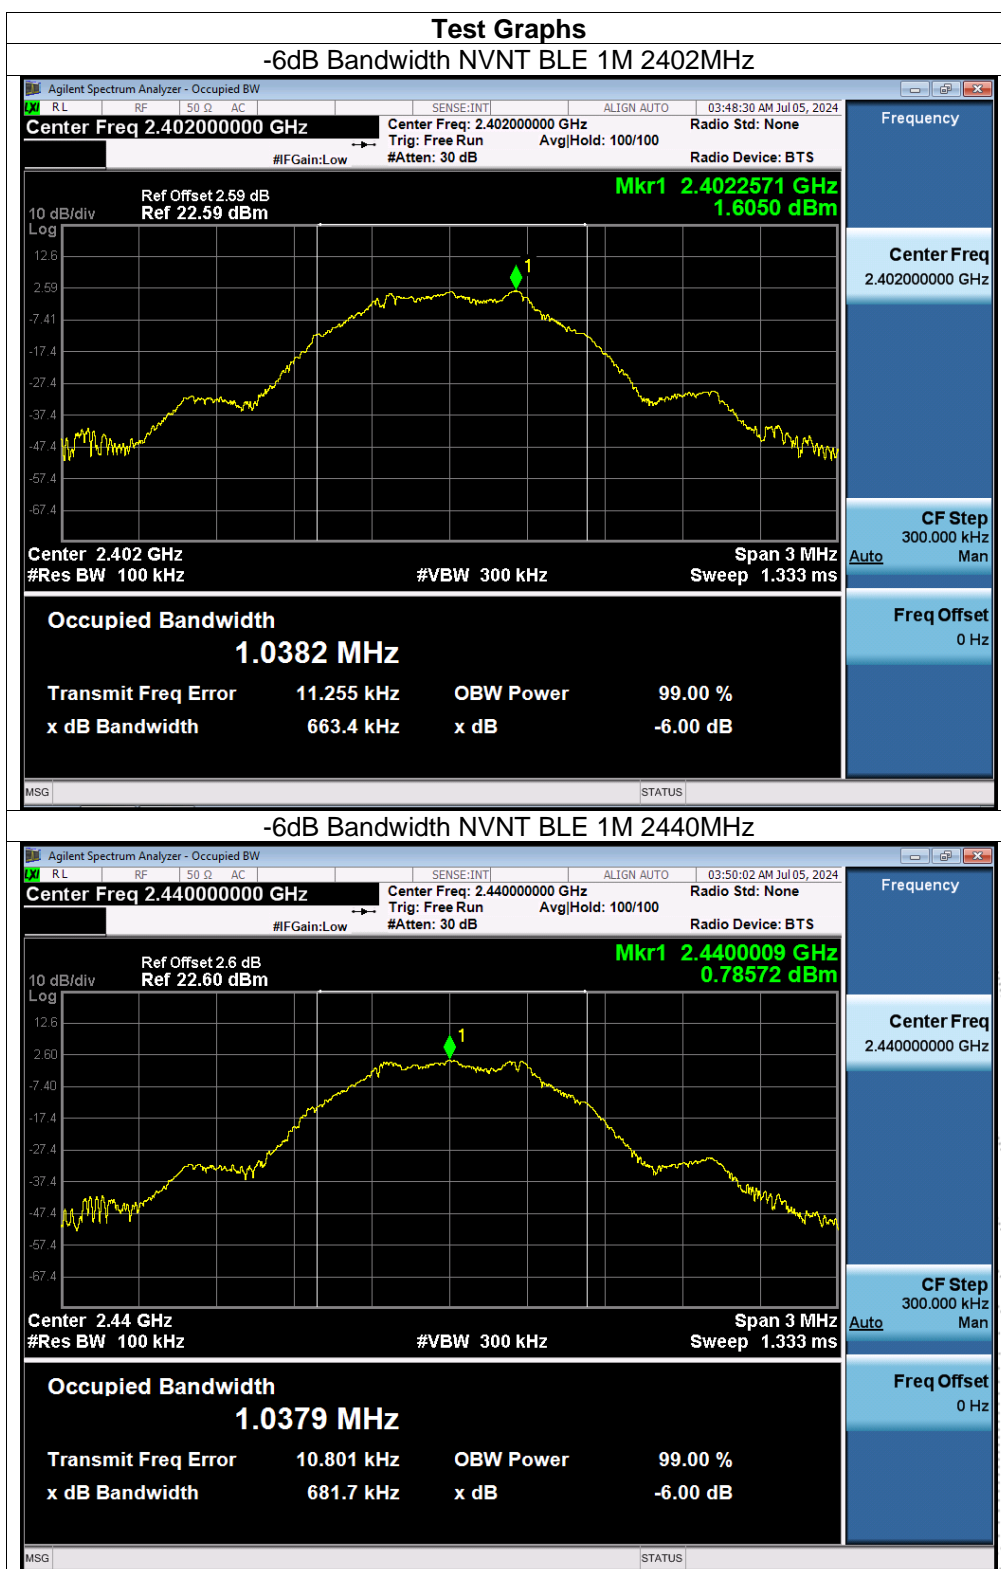 Test Graphs
-6dB Bandwidth NVNT BLE 1M 2402MHz
Agilent Spectrum Analyzer - Occupied BW
LXI RL RF 50 Ω AC SENSE:INT ALIGN AUTO 03:48:30 AM Jul 05, 2024
Center Freq 2.402000000 GHz
Center Freq: 2.402000000 GHz
Radio Std: None
Trig: Free Run Avg|Hold: 100/100
#IFGain:Low #Atten: 30 dB Radio Device: BTS
Frequency
Mkr1 2.4022571 GHz
1.6050 dBm
Ref Offset 2.59 dB
10 dB/div Ref 22.59 dBm
Log
12.6
2.59
-7.41
-17.4
-27.4
-37.4
-47.4
-57.4
-67.4
1
Center Freq
2.402000000 GHz
CF Step
300.000 kHz
Auto Man
Freq Offset
0 Hz
Center 2.402 GHz Span 3 MHz
#Res BW 100 kHz #VBW 300 kHz Sweep 1.333 ms
Occupied Bandwidth
1.0382 MHz
Transmit Freq Error 11.255 kHz OBW Power 99.00 %
x dB Bandwidth 663.4 kHz x dB -6.00 dB
MSG STATUS
-6dB Bandwidth NVNT BLE 1M 2440MHz
Agilent Spectrum Analyzer - Occupied BW
LXI RL RF 50 Ω AC SENSE:INT ALIGN AUTO 03:50:02 AM Jul 05, 2024
Center Freq 2.440000000 GHz
Center Freq: 2.440000000 GHz
Radio Std: None
Trig: Free Run Avg|Hold: 100/100
#IFGain:Low #Atten: 30 dB Radio Device: BTS
Frequency
Mkr1 2.4400009 GHz
0.78572 dBm
Ref Offset 2.6 dB
10 dB/div Ref 22.60 dBm
Log
12.6
2.60
-7.40
-17.4
-27.4
-37.4
-47.4
-57.4
-67.4
1
Center Freq
2.440000000 GHz
CF Step
300.000 kHz
Auto Man
Freq Offset
0 Hz
Center 2.44 GHz Span 3 MHz
#Res BW 100 kHz #VBW 300 kHz Sweep 1.333 ms
Occupied Bandwidth
1.0379 MHz
Transmit Freq Error 10.801 kHz OBW Power 99.00 %
x dB Bandwidth 681.7 kHz x dB -6.00 dB
MSG STATUS